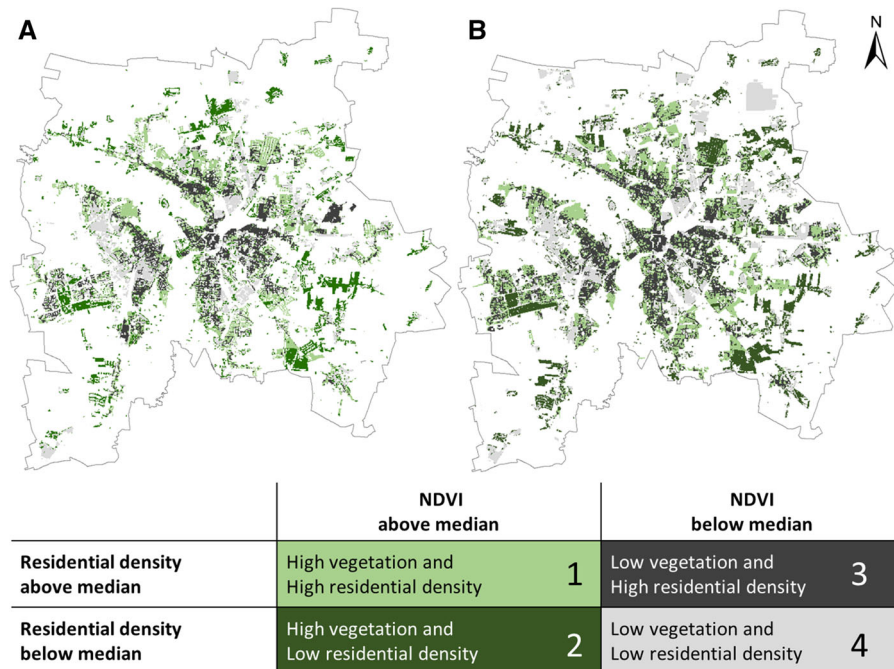 A
B
N
NDVI
above median
NDVI
below median
Residential density
above median
High vegetation and
High residential density
1
Low vegetation and
High residential density
3
Residential density
below median
High vegetation and
Low residential density
2
Low vegetation and
Low residential density
4